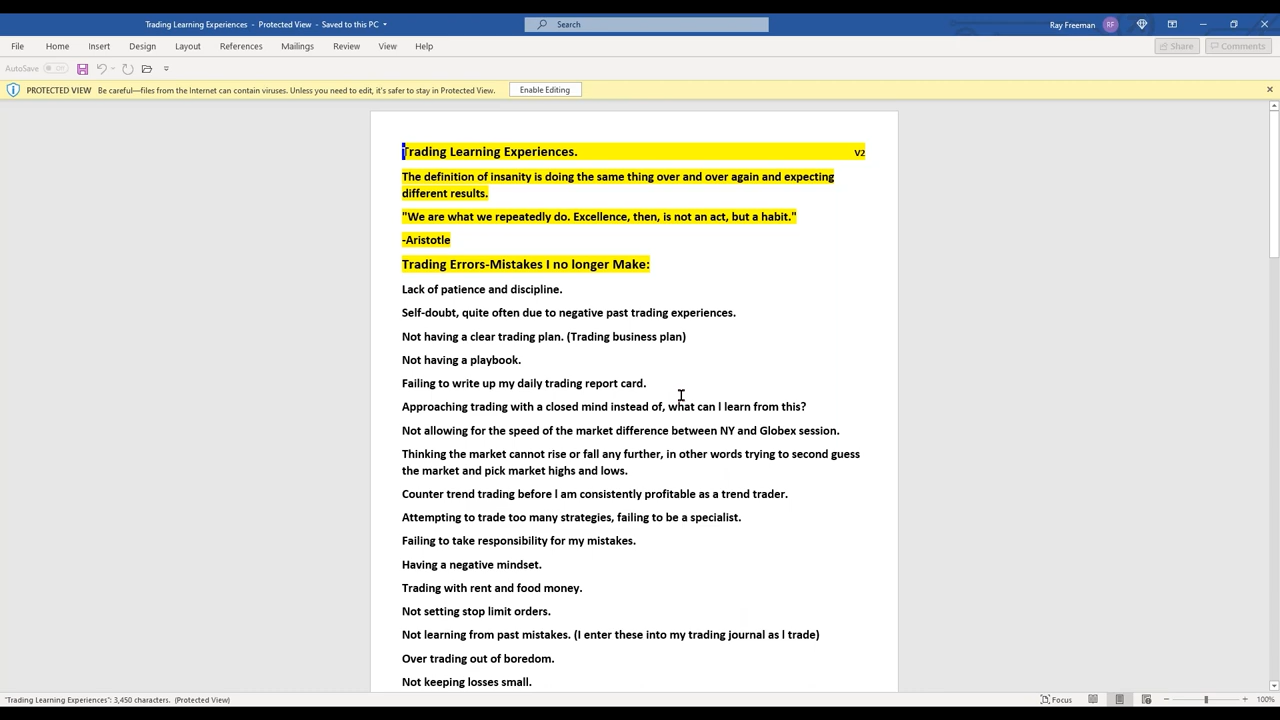 Trading Learning Experiences - Protected View - Saved to this PC
Search
Ray Freeman
RF
File Home Insert Design Layout References Mailings Review View Help
Share
Comments
AutoSave Off
PROTECTED VIEW Be careful—files from the Internet can contain viruses. Unless you need to edit, it's safer to stay in Protected View.
Enable Editing
Trading Learning Experiences. V2
The definition of insanity is doing the same thing over and over again and expecting
different results.
"We are what we repeatedly do. Excellence, then, is not an act, but a habit."
-Aristotle
Trading Errors-Mistakes I no longer Make:
Lack of patience and discipline.
Self-doubt, quite often due to negative past trading experiences.
Not having a clear trading plan. (Trading business plan)
Not having a playbook.
Failing to write up my daily trading report card.
Approaching trading with a closed mind instead of, what can I learn from this?
Not allowing for the speed of the market difference between NY and Globex session.
Thinking the market cannot rise or fall any further, in other words trying to second guess
the market and pick market highs and lows.
Counter trend trading before I am consistently profitable as a trend trader.
Attempting to trade too many strategies, failing to be a specialist.
Failing to take responsibility for my mistakes.
Having a negative mindset.
Trading with rent and food money.
Not setting stop limit orders.
Not learning from past mistakes. (I enter these into my trading journal as I trade)
Over trading out of boredom.
Not keeping losses small.
"Trading Learning Experiences": 3,450 characters. (Protected View)
Focus
100%